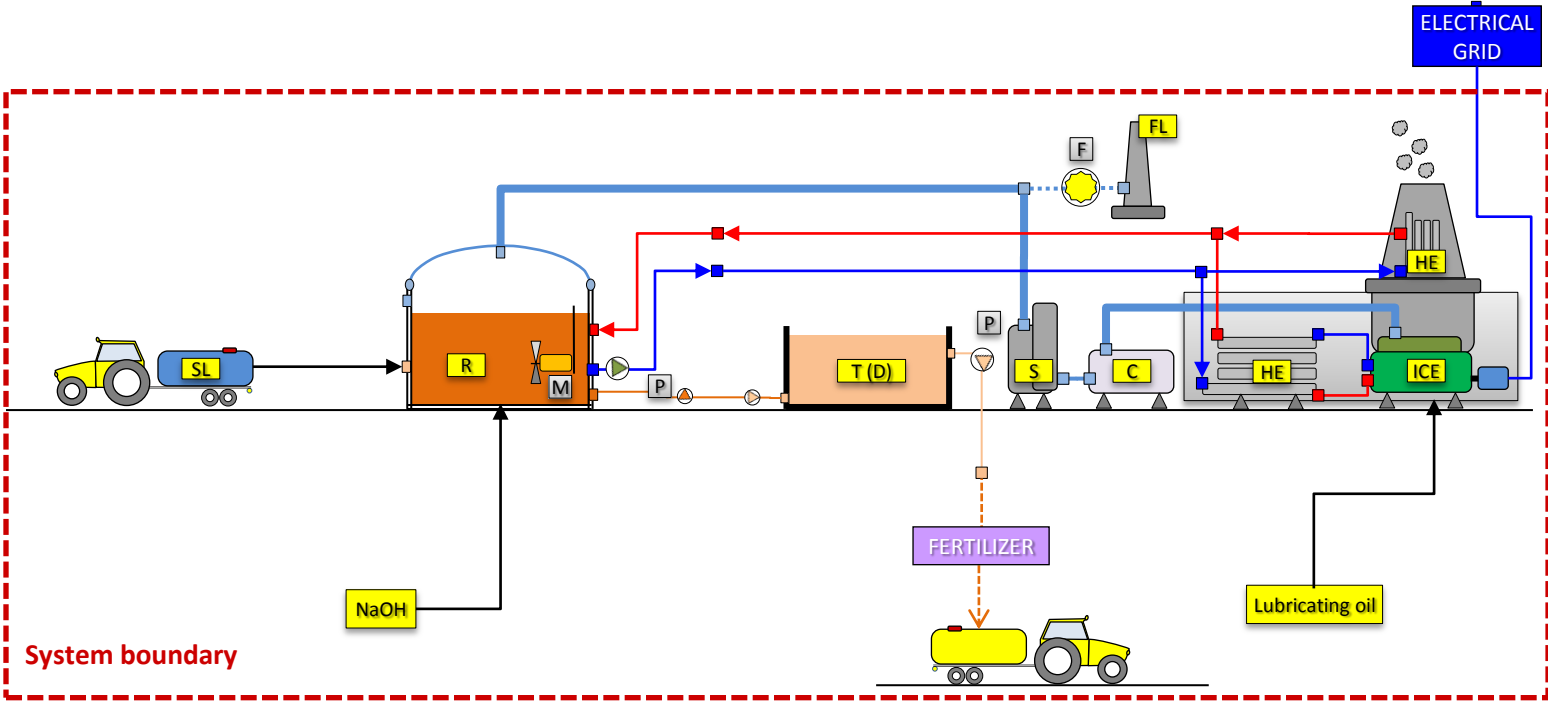 ELECTRICAL
GRID
FL
F
HE
P
SL
R
M
P
T (D)
S
C
HE
ICE
FERTILIZER
NaOH
Lubricating oil
System boundary